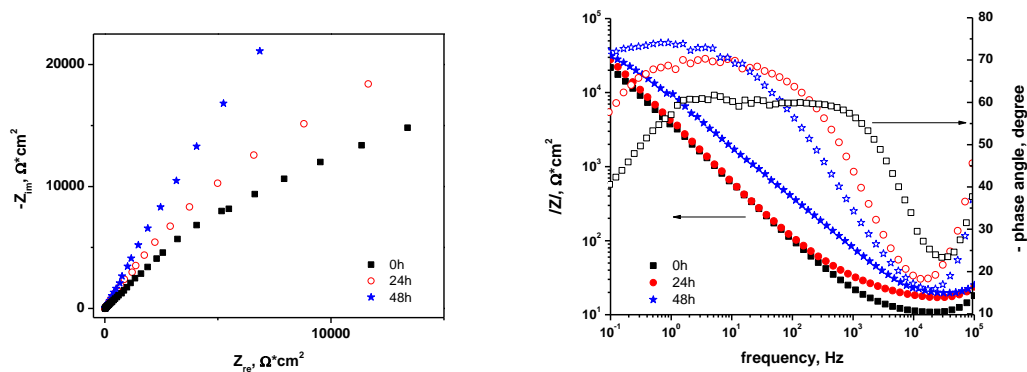 20000
10000
0
-Z_im, Ω*cm²
0
10000
Z_re, Ω*cm²
0h
24h
48h
10⁵
10⁴
10³
10²
10¹
/Z/, Ω*cm²
10⁻¹ 10⁰ 10¹ 10² 10³ 10⁴ 10⁵
frequency, Hz
80
70
60
50
40
30
20
10
- phase angle, degree
0h
24h
48h